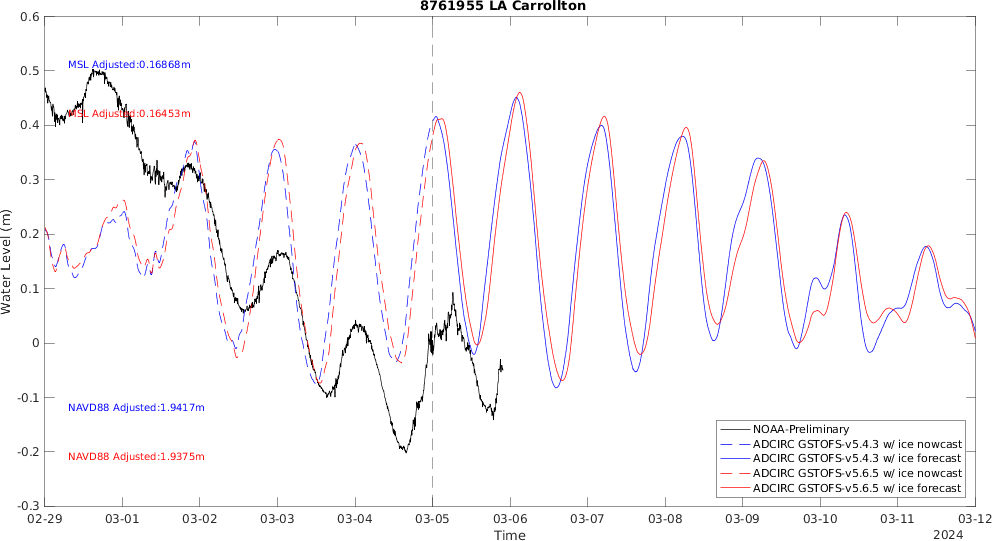 8761955 LA Carrollton
0.6
0.5
0.4
0.3
0.2
0.1
0
-0.1
-0.2
-0.3
Water Level (m)
MSL Adjusted:0.16868m
MSL Adjusted:0.16453m
NAVD88 Adjusted:1.9417m
NAVD88 Adjusted:1.9375m
NOAA-Preliminary
ADCIRC GSTOFS-v5.4.3 w/ ice nowcast
ADCIRC GSTOFS-v5.4.3 w/ ice forecast
ADCIRC GSTOFS-v5.6.5 w/ ice nowcast
ADCIRC GSTOFS-v5.6.5 w/ ice forecast
02-29 03-01 03-02 03-03 03-04 03-05 03-06 03-07 03-08 03-09 03-10 03-11 03-12
Time
2024